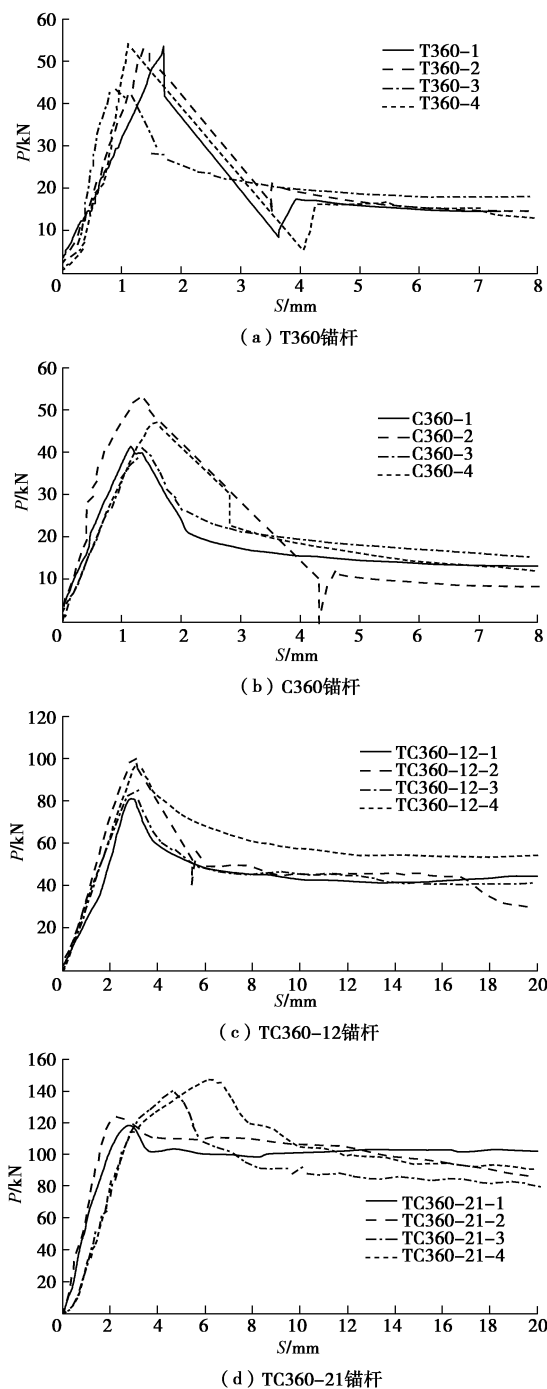 60
50
40
30
20
10
0
P/kN
T360-1
T360-2
T360-3
T360-4
1 2 3 4 5 6 7 8
S/mm
(a) T360锚杆
60
50
40
30
20
10
0
P/kN
C360-1
C360-2
C360-3
C360-4
1 2 3 4 5 6 7 8
S/mm
(b) C360锚杆
120
100
80
60
40
20
0
P/kN
TC360-12-1
TC360-12-2
TC360-12-3
TC360-12-4
2 4 6 8 10 12 14 16 18 20
S/mm
(c) TC360-12锚杆
160
140
120
100
80
60
40
20
0
P/kN
TC360-21-1
TC360-21-2
TC360-21-3
TC360-21-4
2 4 6 8 10 12 14 16 18 20
S/mm
(d) TC360-21锚杆